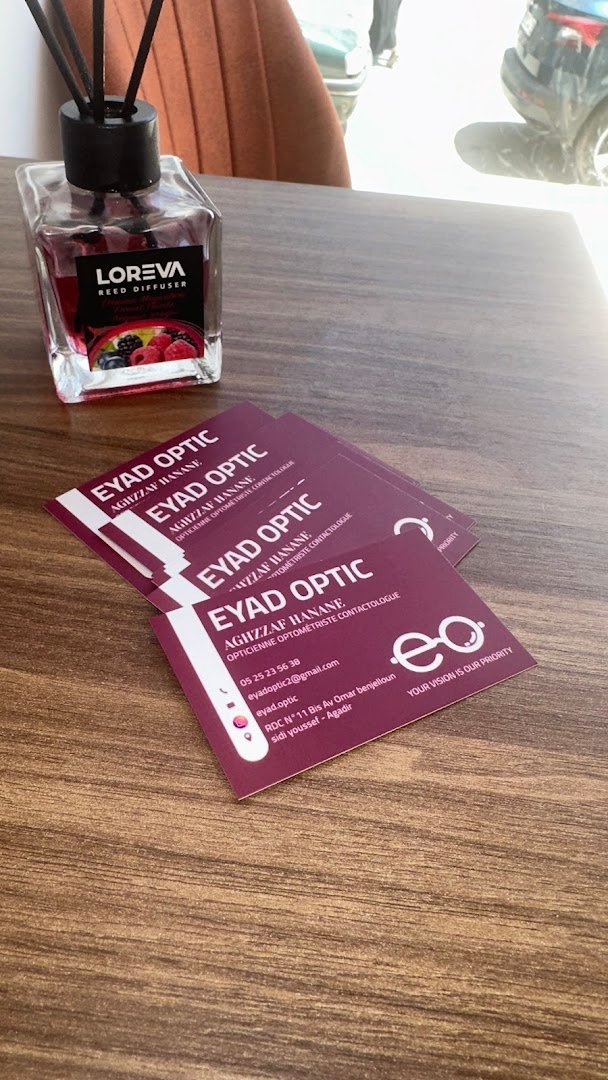 LOREVA
REED DIFFUSER
EYAD OPTIC
AGHZZAF HANANE
EYAD OPTIC
AGHZZAF HANANE
OPTICIENNE OPTOMÉTRISTE CONTACTOLOGUE
EYAD OPTIC
AGHZZAF HANANE
OPTOMÉTRISTE CONTACTOLOGUE
PRIORITY
EYAD OPTIC
AGHZZAF HANANE
OPTICIENNE OPTOMÉTRISTE CONTACTOLOGUE
05 25 23 56 38
eyadoptic2@gmail.com
eyad.optic
RDC N°11 Bis Av Omar benjelloun
sidi youssef - Agadir
eo
YOUR VISION IS OUR PRIORITY